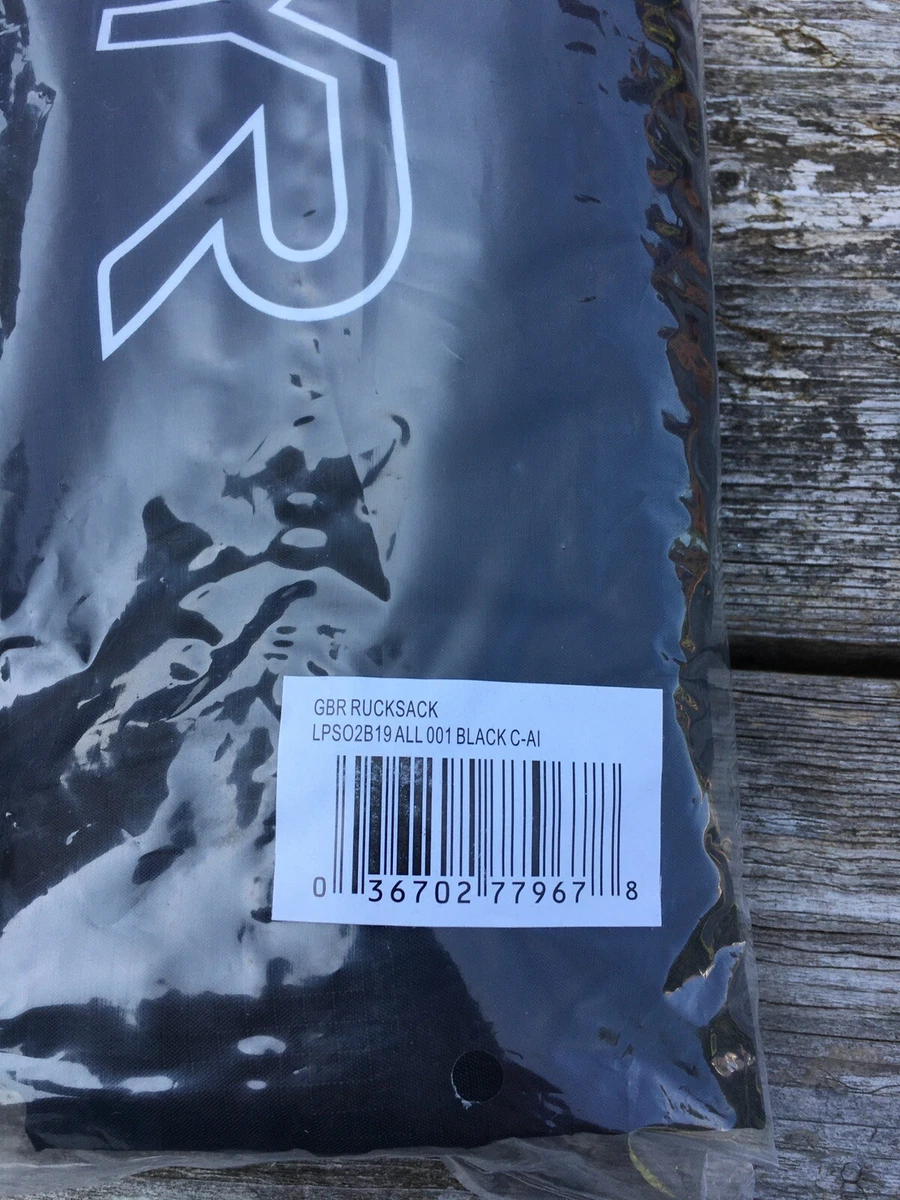 R
GBR RUCKSACK
LPSO2B19 ALL 001 BLACK C-AI
0 36702 77967 8